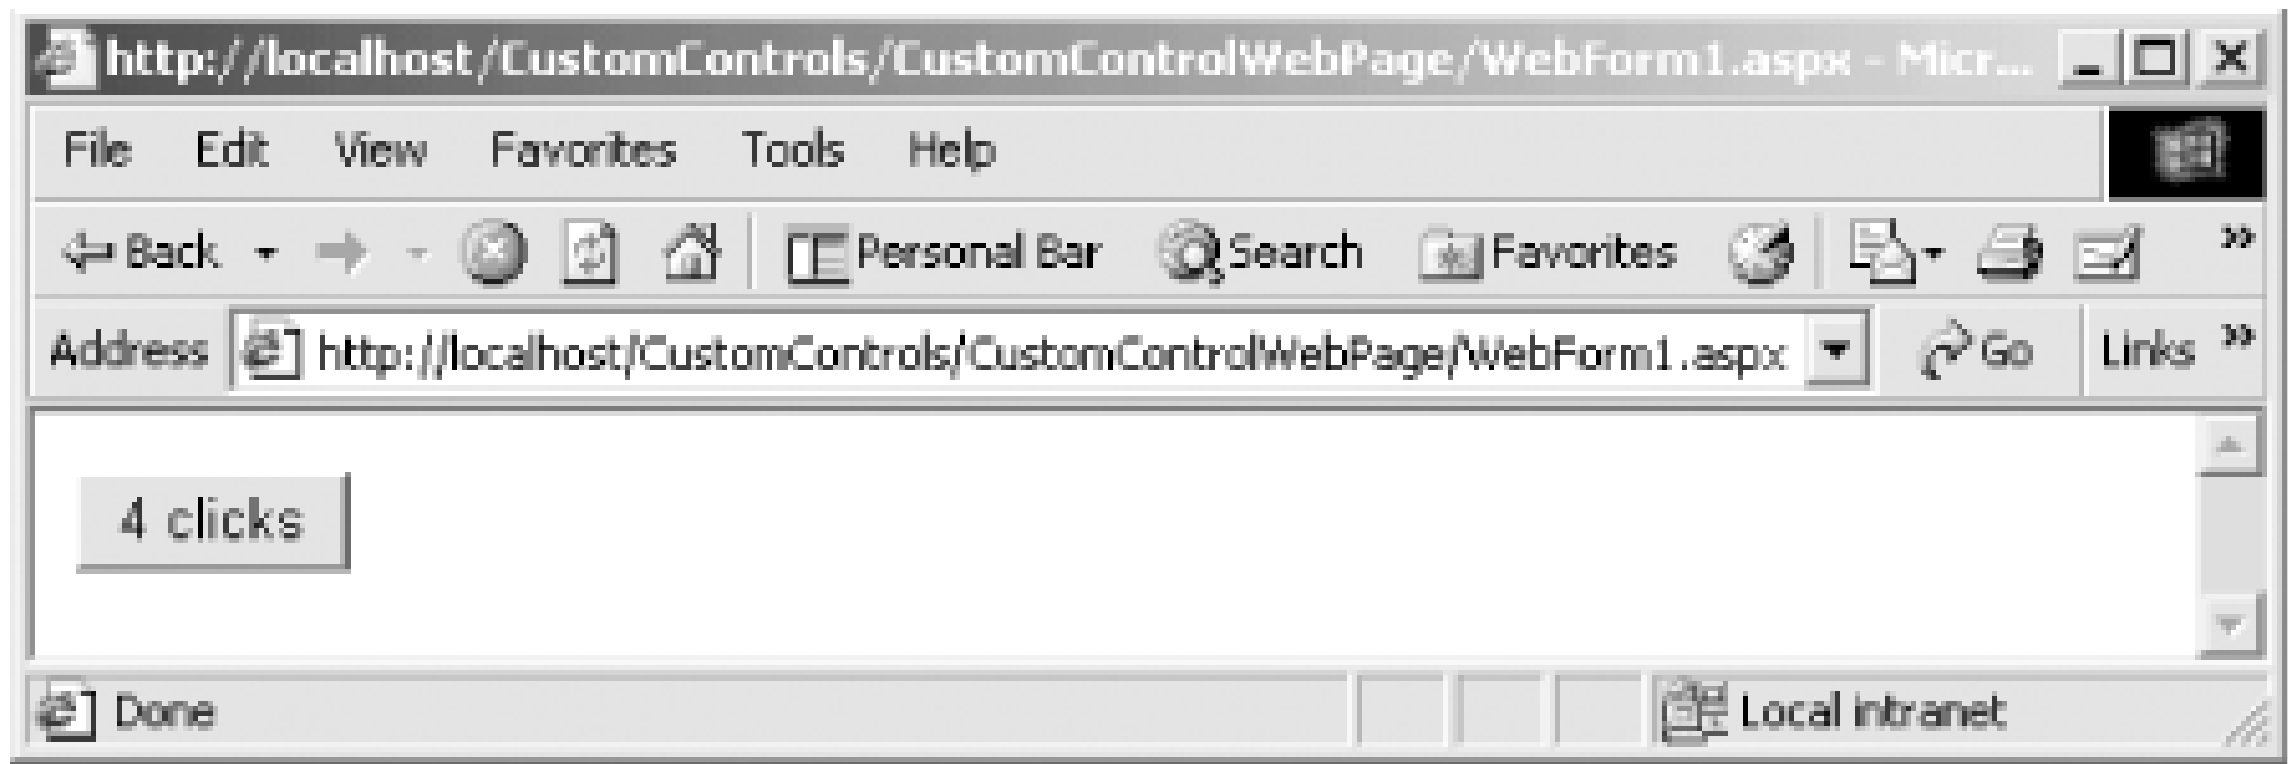 http://localhost/CustomControls/CustomControlWebPage/WebForm1.aspx - Micr...
File Edit View Favorites Tools Help
Back Personal Bar Search Favorites »
Address http://localhost/CustomControls/CustomControlWebPage/WebForm1.aspx Go Links »
4 clicks
Done Local intranet